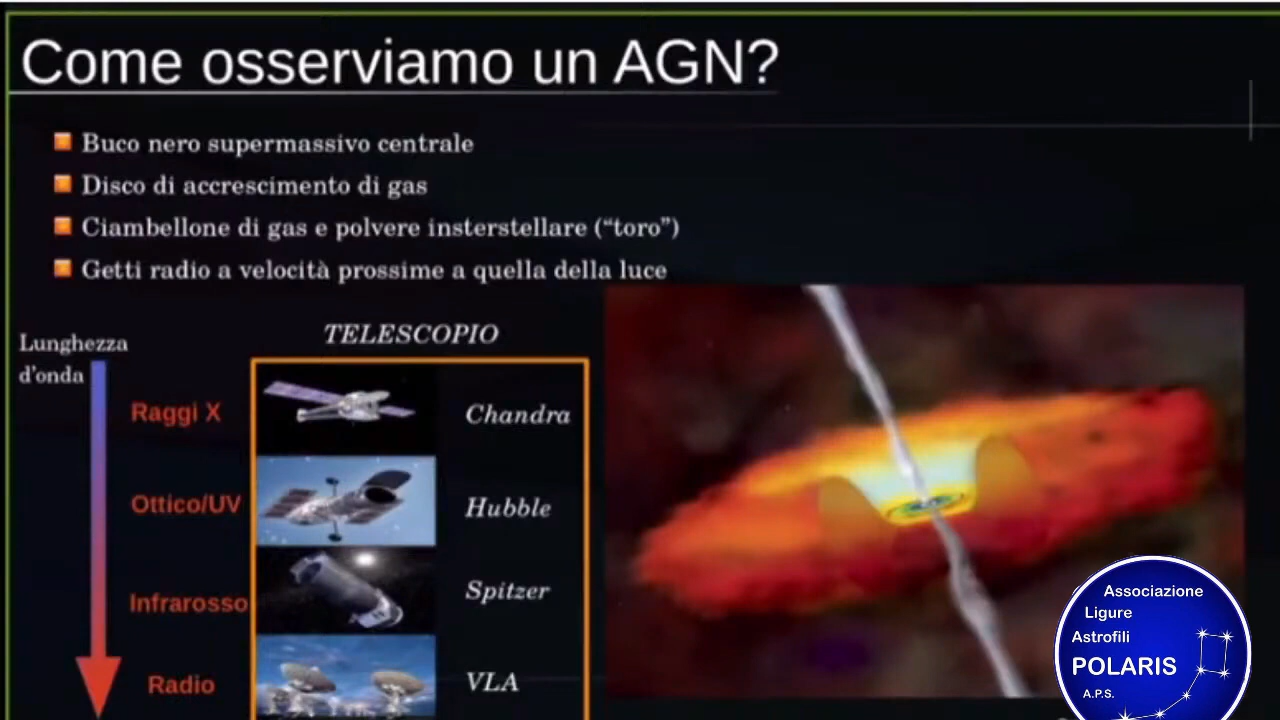 Come osserviamo un AGN?
Buco nero supermassivo centrale
Disco di accrescimento di gas
Ciambellone di gas e polvere insterstellare (“toro”)
Getti radio a velocità prossime a quella della luce
Lunghezza
d'onda
TELESCOPIO
Raggi X
Chandra
Ottico/UV
Hubble
Infrarosso
Spitzer
Radio
VLA
Associazione
Ligure
Astrofili
POLARIS
A.P.S.